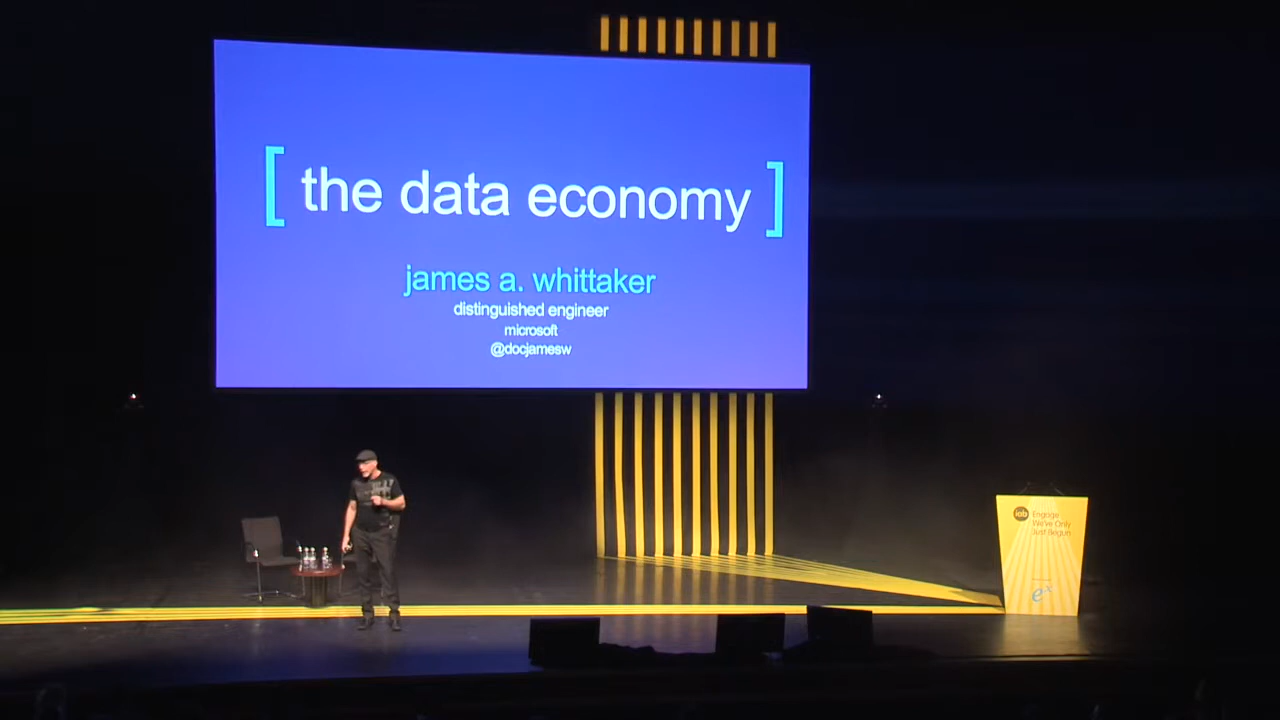 [ the data economy ]
james a. whittaker
distinguished engineer
microsoft
@docjamesw
iab
Engage
We've Only
Just Begun